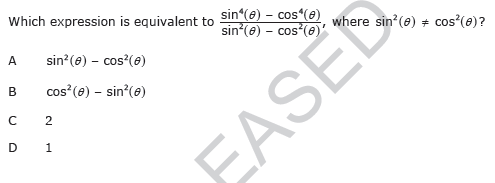 Which expression is equivalent to (sin⁴(θ) − cos⁴(θ))/(sin²(θ) − cos²(θ)), where sin²(θ) ≠ cos²(θ)?
A sin²(θ) − cos²(θ)
B cos²(θ) − sin²(θ)
C 2
D 1
EASED